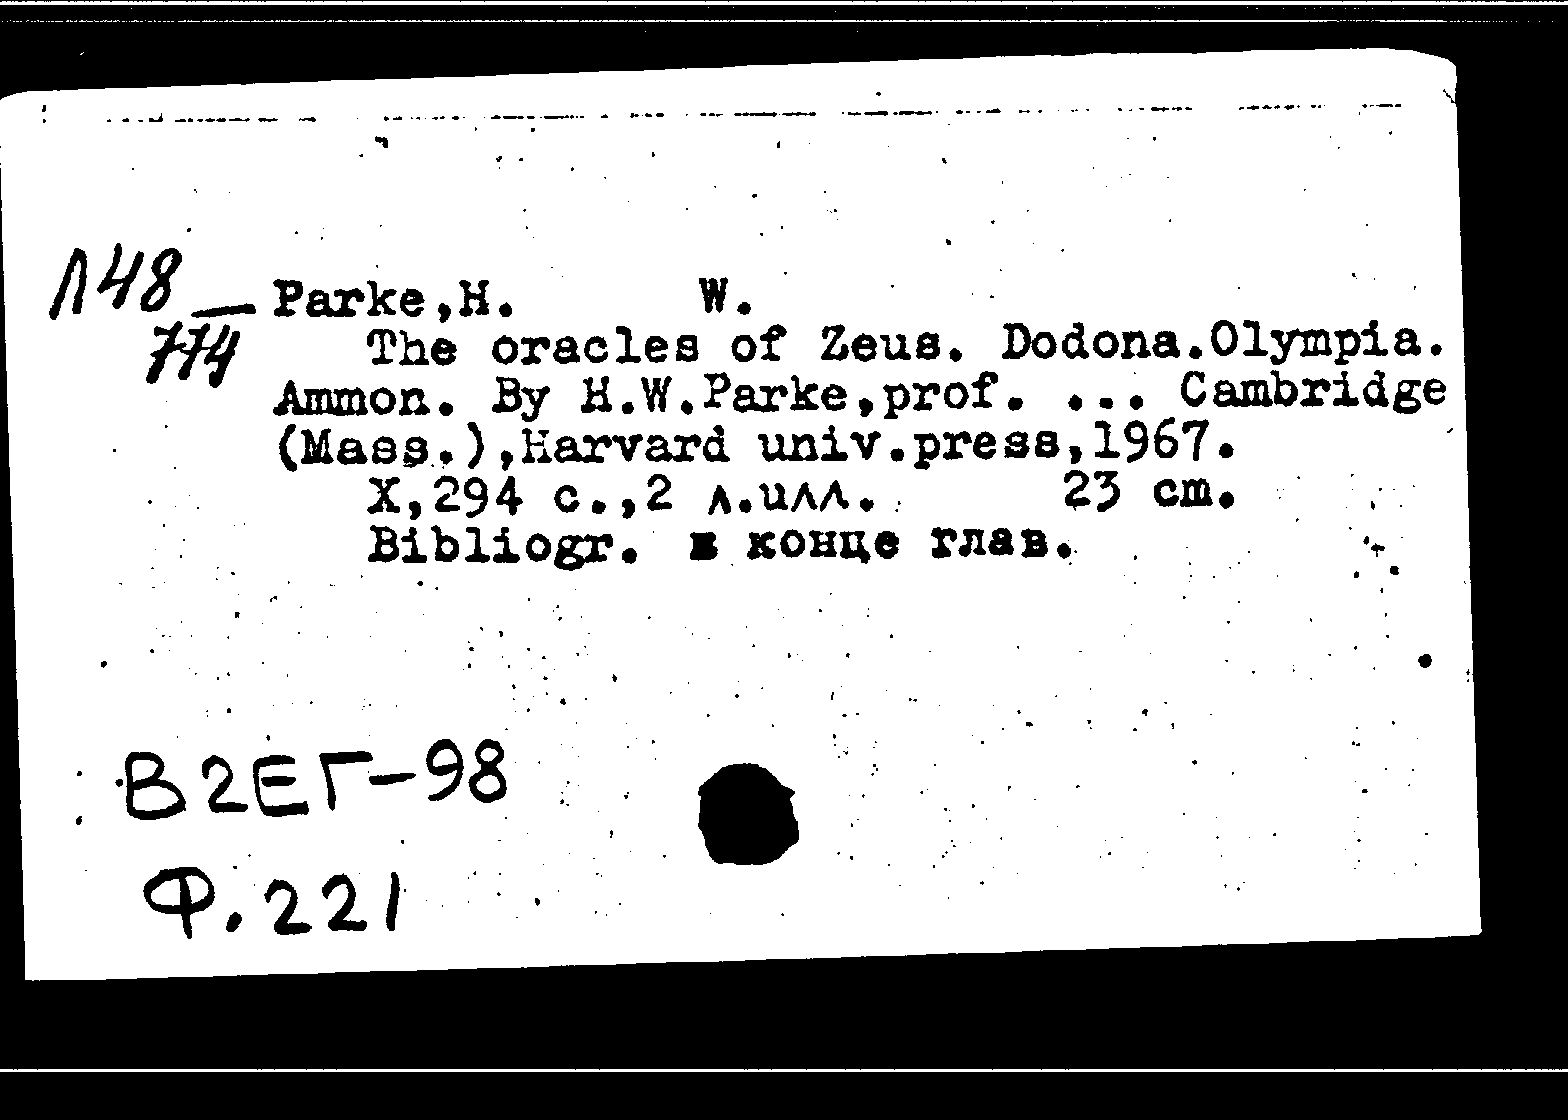 Л48 — Parke,H. W.
774 The oracles of Zeus. Dodona.Olympia.
Ammon. By H.W.Parke,prof. ... Cambridge
(Mass.),Harvard univ.press,1967.
X,294 c.,2 л.илл. 23 cm.
Bibliogr. в конце глав.
В2ЕГ-98
Ф.221